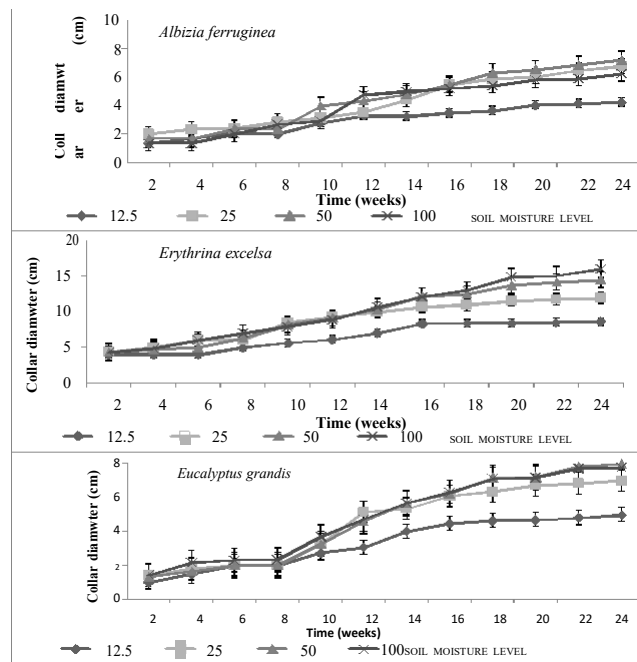 Albizia ferruginea
Coll ar diamwt er (cm)
8
6
4
2
0
2 4 6 8 10 12 14 16 18 20 22 24
Time (weeks)
12.5 25 50 100 SOIL MOISTURE LEVEL
Erythrina excelsa
Collar diamwter (cm)
20
15
10
5
0
2 4 6 8 10 12 14 16 18 20 22 24
Time (weeks)
12.5 25 50 100 SOIL MOISTURE LEVEL
Eucalyptus grandis
Collar diamwter (cm)
8
6
4
2
0
2 4 6 8 10 12 14 16 18 20 22 24
Time (weeks)
12.5 25 50 100SOIL MOISTURE LEVEL